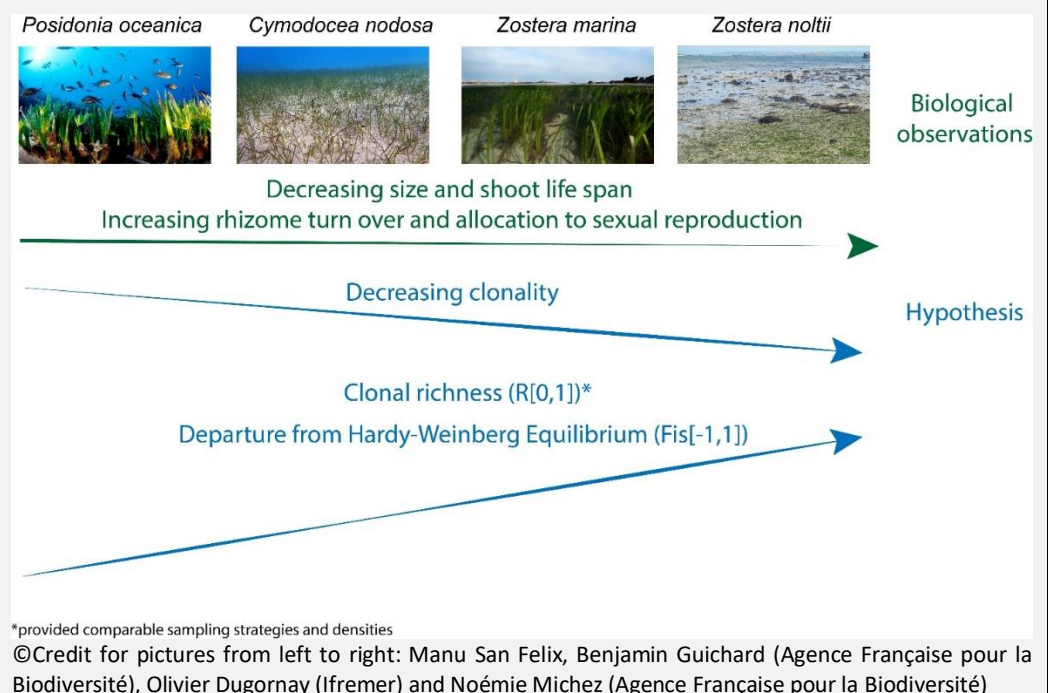 Posidonia oceanica
Cymodocea nodosa
Zostera marina
Zostera noltii
Biological
observations
Decreasing size and shoot life span
Increasing rhizome turn over and allocation to sexual reproduction
Decreasing clonality
Hypothesis
Clonal richness (R[0,1])*
Departure from Hardy-Weinberg Equilibrium (Fis[-1,1])
*provided comparable sampling strategies and densities
©Credit for pictures from left to right: Manu San Felix, Benjamin Guichard (Agence Française pour la
Biodiversité), Olivier Dugornay (Ifremer) and Noémie Michez (Agence Française pour la Biodiversité)